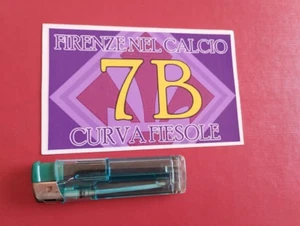 FIRENZE NEL CALCIO
7B
CURVA FIESOLE